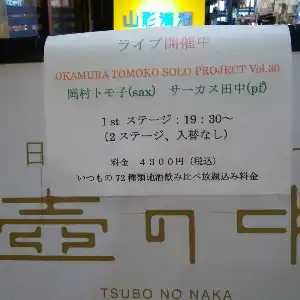 山形酒場
ライブ開催中
OKAMURA TOMOKO SOLO PROJECT Vol.30
岡村トモ子(sax)　サーカス田中(pf)
1st ステージ：19：30～
(2 ステージ、入替なし)
料金　4300円（税込）
いつもの72種類地酒飲み比べ放題込み料金
日
壺の中
TSUBO NO NAKA